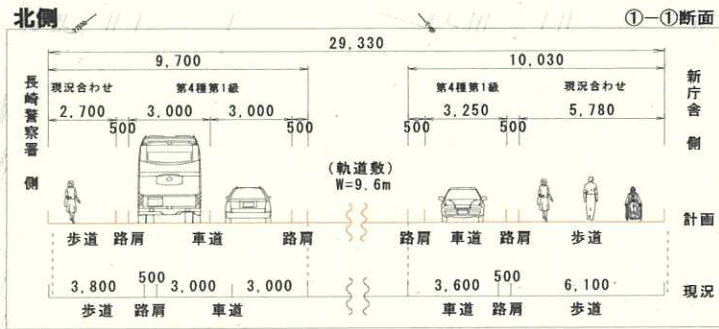 北側
①－①断面
29,330
9,700
10,030
現況合わせ 第4種第1級
第4種第1級 現況合わせ
2,700 500 3,000 3,000 500
500 3,250 500 5,780
長崎警察署側
新庁舎側
(軌道敷)
W=9.6m
計画
歩道 路肩 車道 路肩
路肩 車道 路肩 歩道
3,800 500 3,000 3,000
3,600 500 6,100
現況
歩道 路肩 車道
車道 路肩 歩道